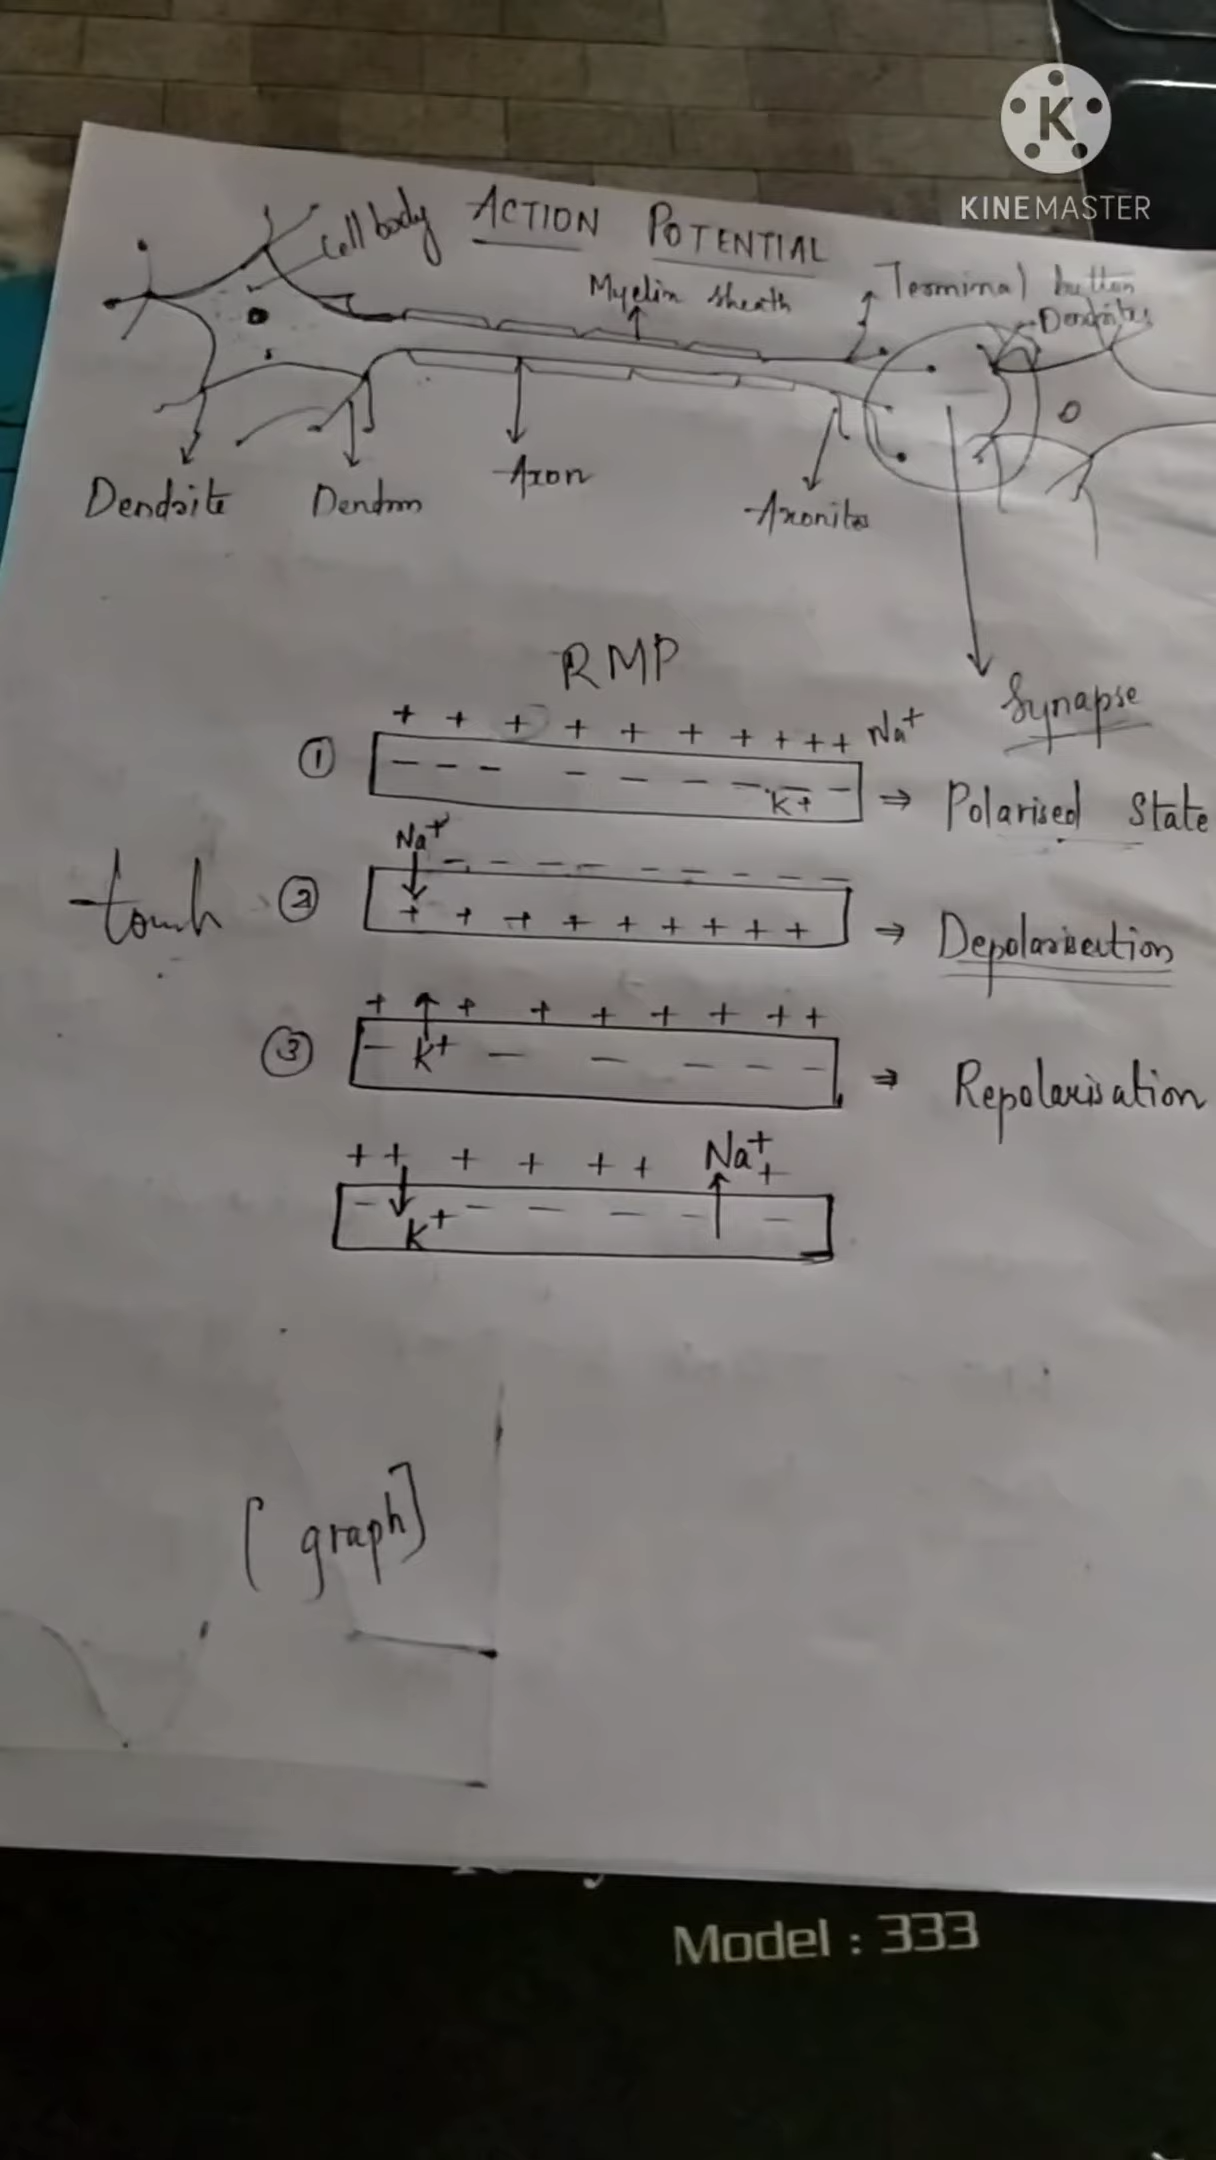 K
KINEMASTER
ACTION POTENTIAL
Cell body
Myelin sheath
Terminal button
Dendrites
Dendrite
Dendron
Axon
Axonites
Synapse
RMP
+ + + + + + + + + + Na+
① - - - - - - - - - K+ ⇒ Polarised State
Na+ - - - - - - - - -
touch ② + + + + + + + + + → Depolarisation
+ ↑ + + + + + + +
③ - K+ - - - - - ⇒ Repolarisation
+ + + + + + Na+ +
- K+ - - - - -
[graph]
Model : 333